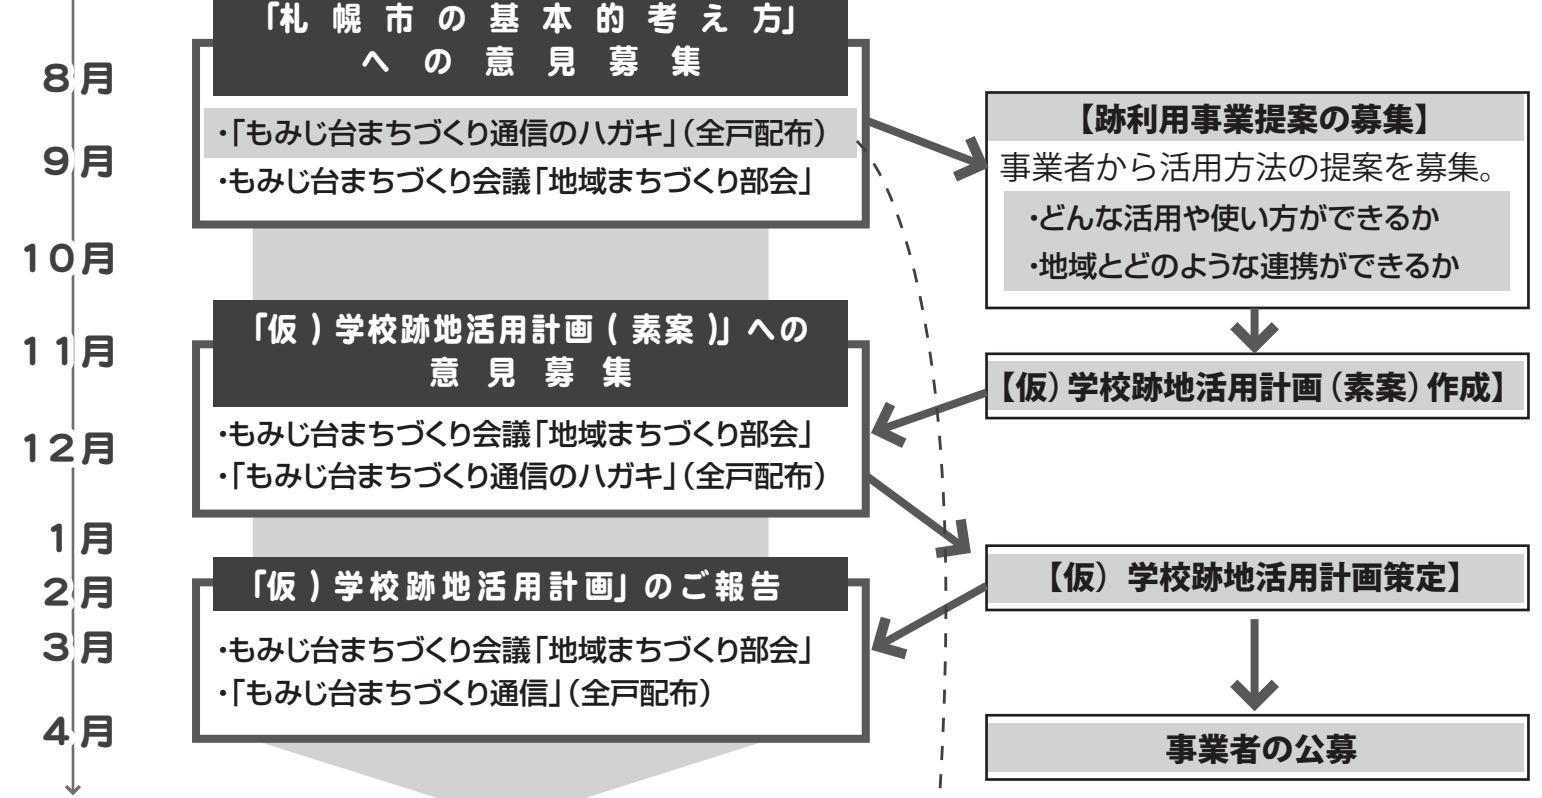 8月
9月
10月
11月
12月
1月
2月
3月
4月
「札幌市の基本的考え方」
への意見募集
・「もみじ台まちづくり通信のハガキ」（全戸配布）
・もみじ台まちづくり会議「地域まちづくり部会」
【跡利用事業提案の募集】
事業者から活用方法の提案を募集。
・どんな活用や使い方ができるか
・地域とどのような連携ができるか
「仮）学校跡地活用計画（素案）」への
意見募集
・もみじ台まちづくり会議「地域まちづくり部会」
・「もみじ台まちづくり通信のハガキ」（全戸配布）
【仮）学校跡地活用計画（素案）作成】
「仮）学校跡地活用計画」のご報告
・もみじ台まちづくり会議「地域まちづくり部会」
・「もみじ台まちづくり通信」（全戸配布）
【仮）学校跡地活用計画策定】
事業者の公募